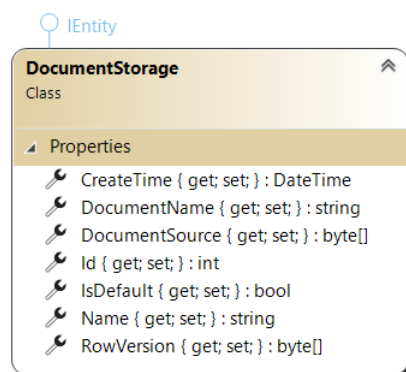 IEntity
DocumentStorage
Class
Properties
CreateTime { get; set; } : DateTime
DocumentName { get; set; } : string
DocumentSource { get; set; } : byte[]
Id { get; set; } : int
IsDefault { get; set; } : bool
Name { get; set; } : string
RowVersion { get; set; } : byte[]